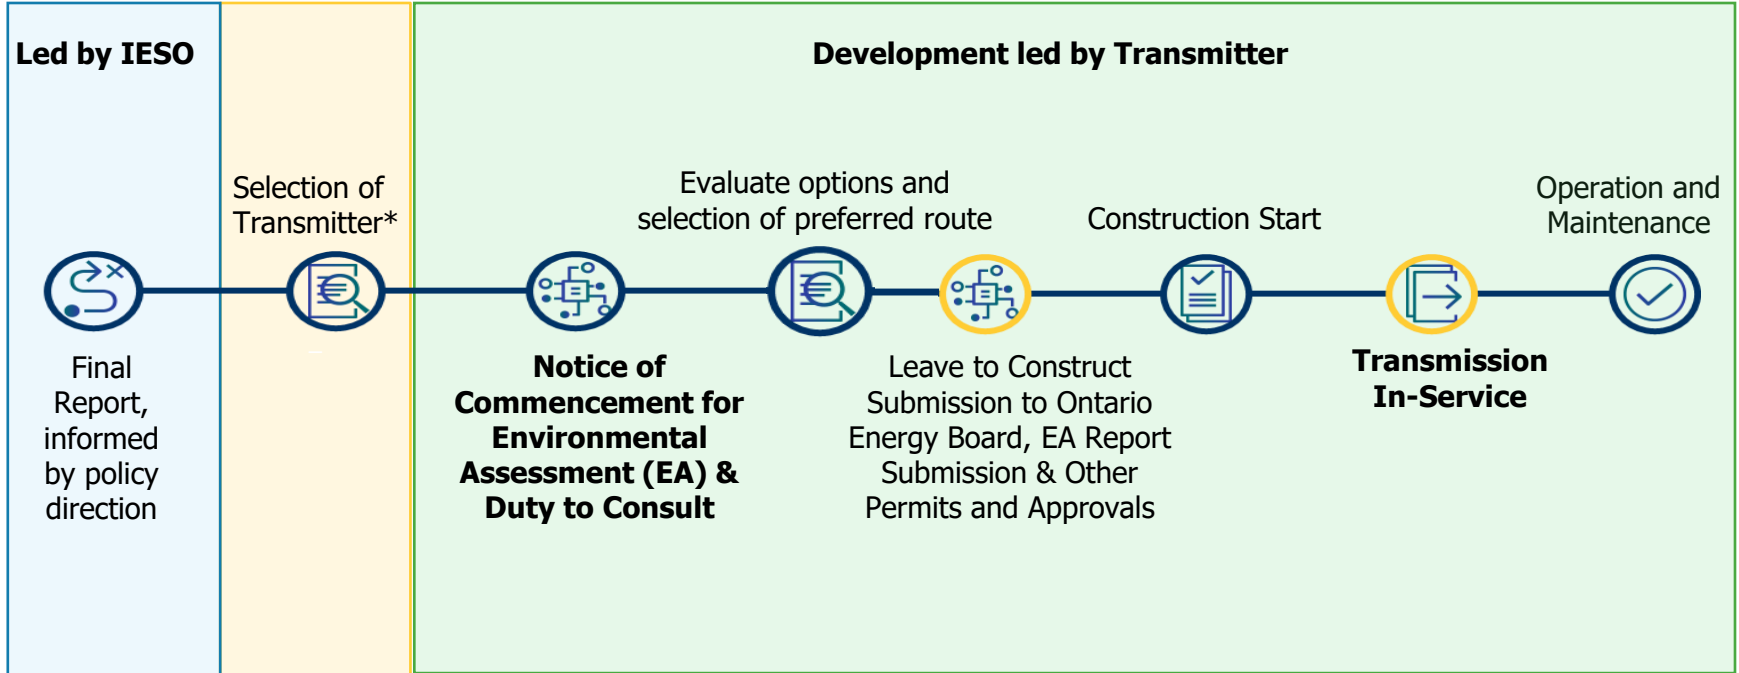 Led by IESO
Development led by Transmitter
Selection of
Transmitter*
Evaluate options and
selection of preferred route
Construction Start
Operation and
Maintenance
Final
Report,
informed
by policy
direction
Notice of
Commencement for
Environmental
Assessment (EA) &
Duty to Consult
Leave to Construct
Submission to Ontario
Energy Board, EA Report
Submission & Other
Permits and Approvals
Transmission
In-Service